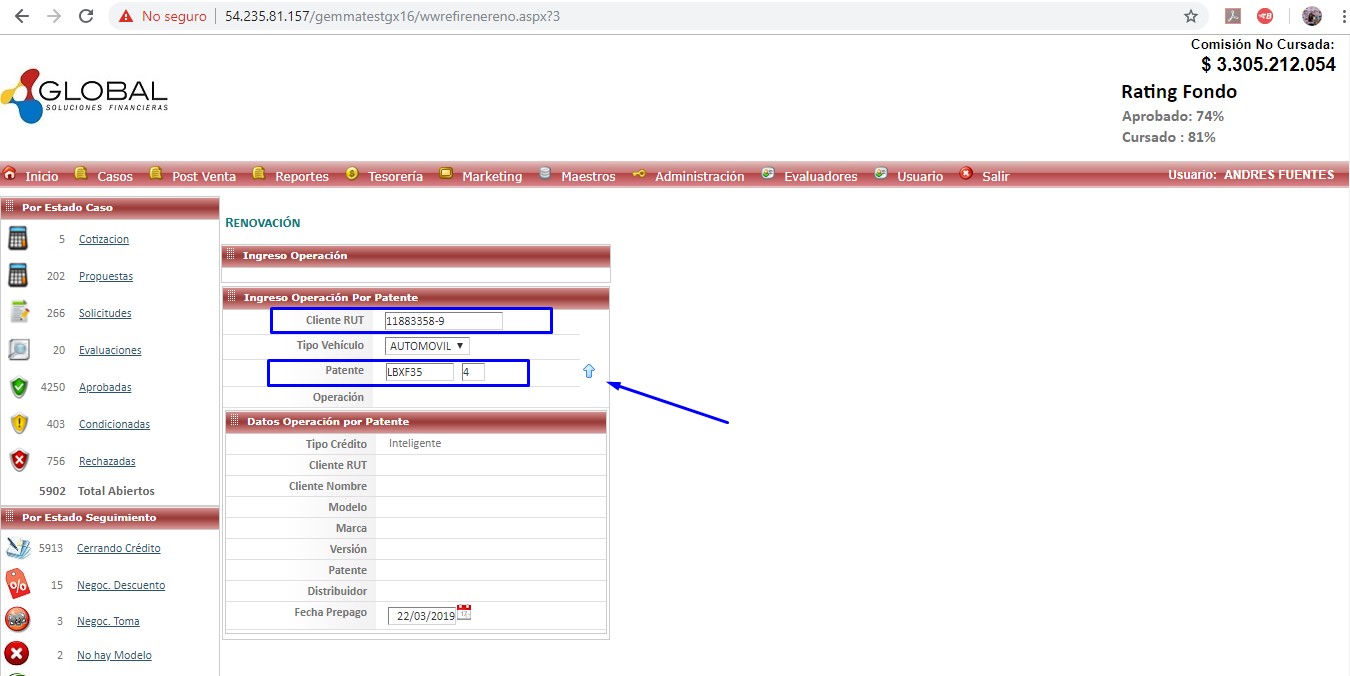 No seguro
54.235.81.157/gemmatestgx16/wwrefirenereno.aspx?3
Comisión No Cursada:
$ 3.305.212.054
GLOBAL
SOLUCIONES FINANCIERAS
Rating Fondo
Aprobado: 74%
Cursado : 81%
Inicio Casos Post Venta Reportes Tesorería Marketing Maestros Administración Evaluadores Usuario Salir Usuario: ANDRES FUENTES
Por Estado Caso
5 Cotizacion
202 Propuestas
266 Solicitudes
20 Evaluaciones
4250 Aprobadas
403 Condicionadas
756 Rechazadas
5902 Total Abiertos
Por Estado Seguimiento
5913 Cerrando Crédito
15 Negoc. Descuento
3 Negoc. Toma
2 No hay Modelo
RENOVACIÓN
Ingreso Operación
Ingreso Operación Por Patente
Cliente RUT 11883358-9
Tipo Vehículo AUTOMOVIL
Patente LBXF35 4
Operación
Datos Operación por Patente
Tipo Crédito Inteligente
Cliente RUT
Cliente Nombre
Modelo
Marca
Versión
Patente
Distribuidor
Fecha Prepago 22/03/2019